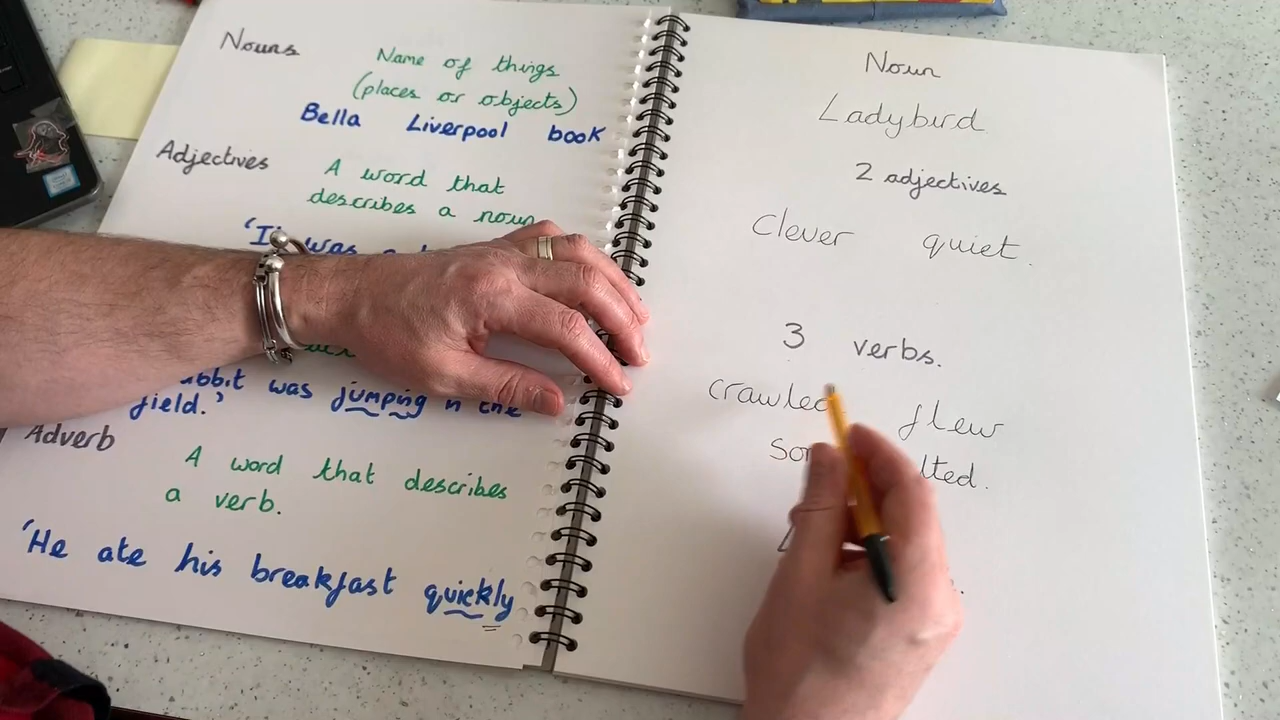 Nouns
Name of things
(places or objects)
Bella Liverpool book
Adjectives
A word that
describes a noun
was
was jumping in the
field.'
Adverb
A word that describes
a verb.
'He ate his breakfast quickly
Noun
Ladybird
2 adjectives
clever quiet.
3 verbs.
crawled flew